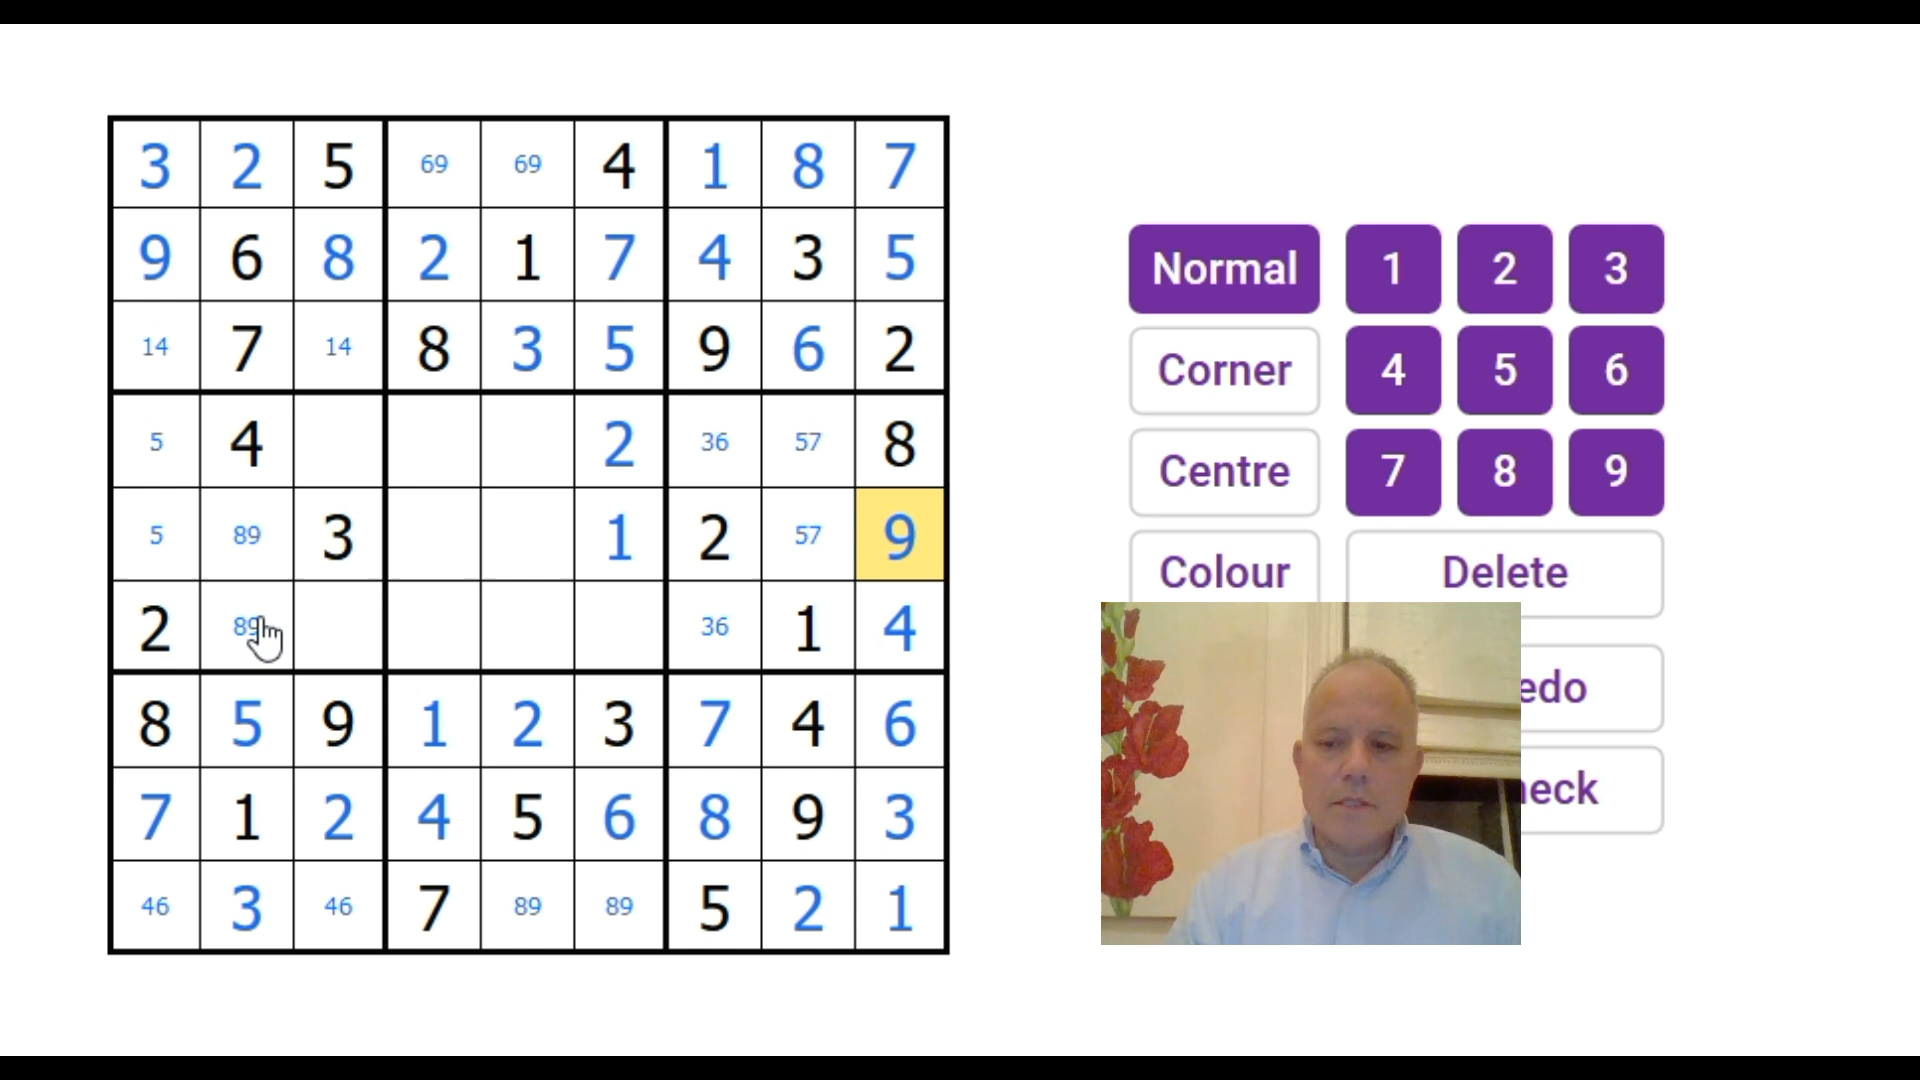 3 2 5 69 69 4 1 8 7
9 6 8 2 1 7 4 3 5
14 7 14 8 3 5 9 6 2
5 4 2 36 57 8
5 89 3 1 2 57 9
2 89 36 1 4
8 5 9 1 2 3 7 4 6
7 1 2 4 5 6 8 9 3
46 3 46 7 89 89 5 2 1
Normal 1 2 3
Corner 4 5 6
Centre 7 8 9
Colour Delete
edo
heck